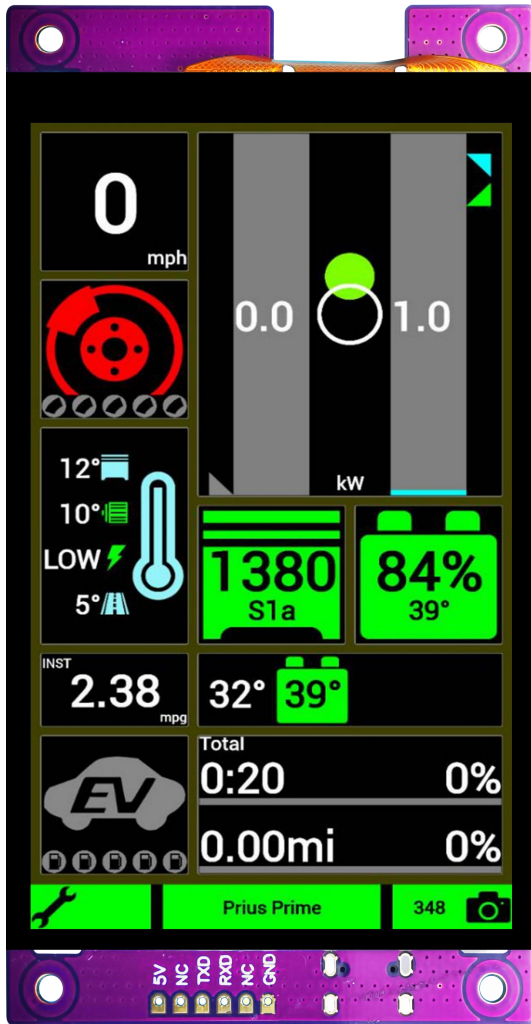 0
mph
0.0
1.0
kW
12°
10°
LOW
5°
1380
S1a
84%
39°
INST
2.38
mpg
32°
39°
EV
Total
0:20 0%
0.00mi 0%
Prius Prime
348
5V
NC
TXD
RXD
NC
GND